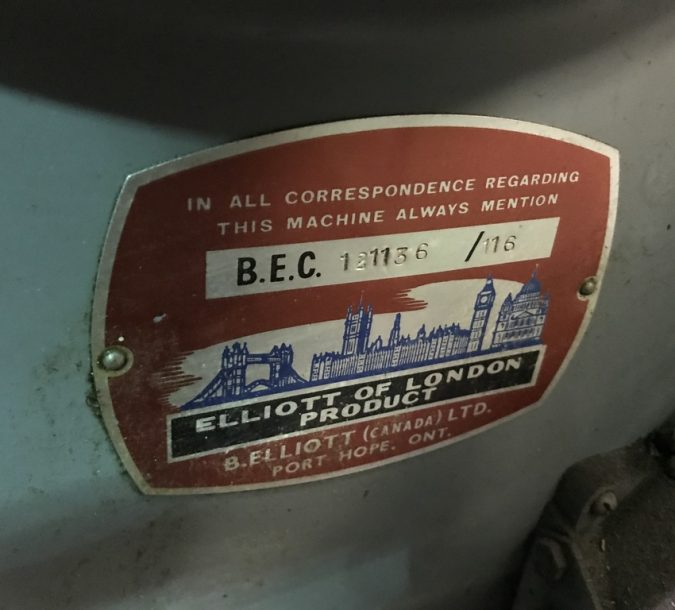 IN ALL CORRESPONDENCE REGARDING
THIS MACHINE ALWAYS MENTION
B.E.C. 121136 /116
ELLIOTT OF LONDON
PRODUCT
B.ELLIOTT (CANADA) LTD.
PORT HOPE. ONT.